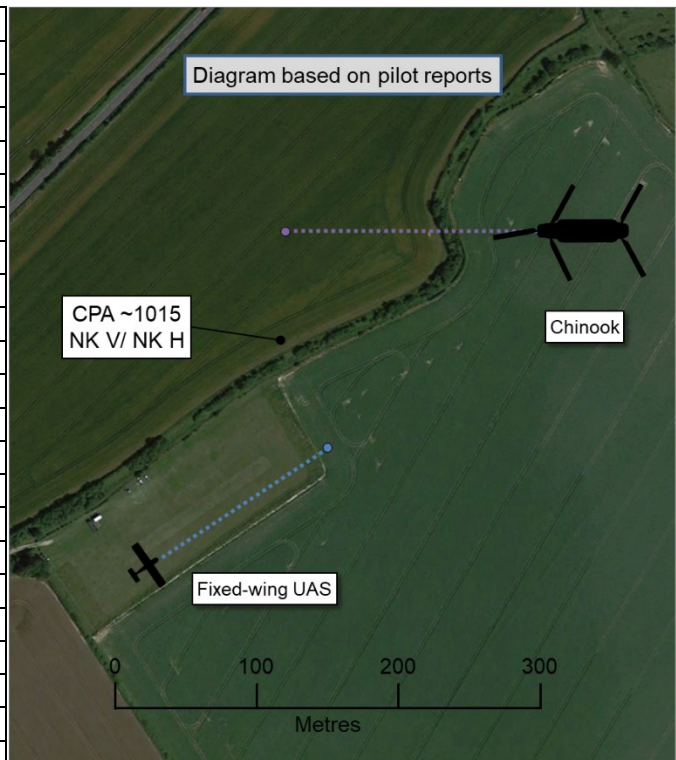 Diagram based on pilot reports
CPA ~1015
NK V/ NK H
Chinook
Fixed-wing UAS
0 100 200 300
Metres